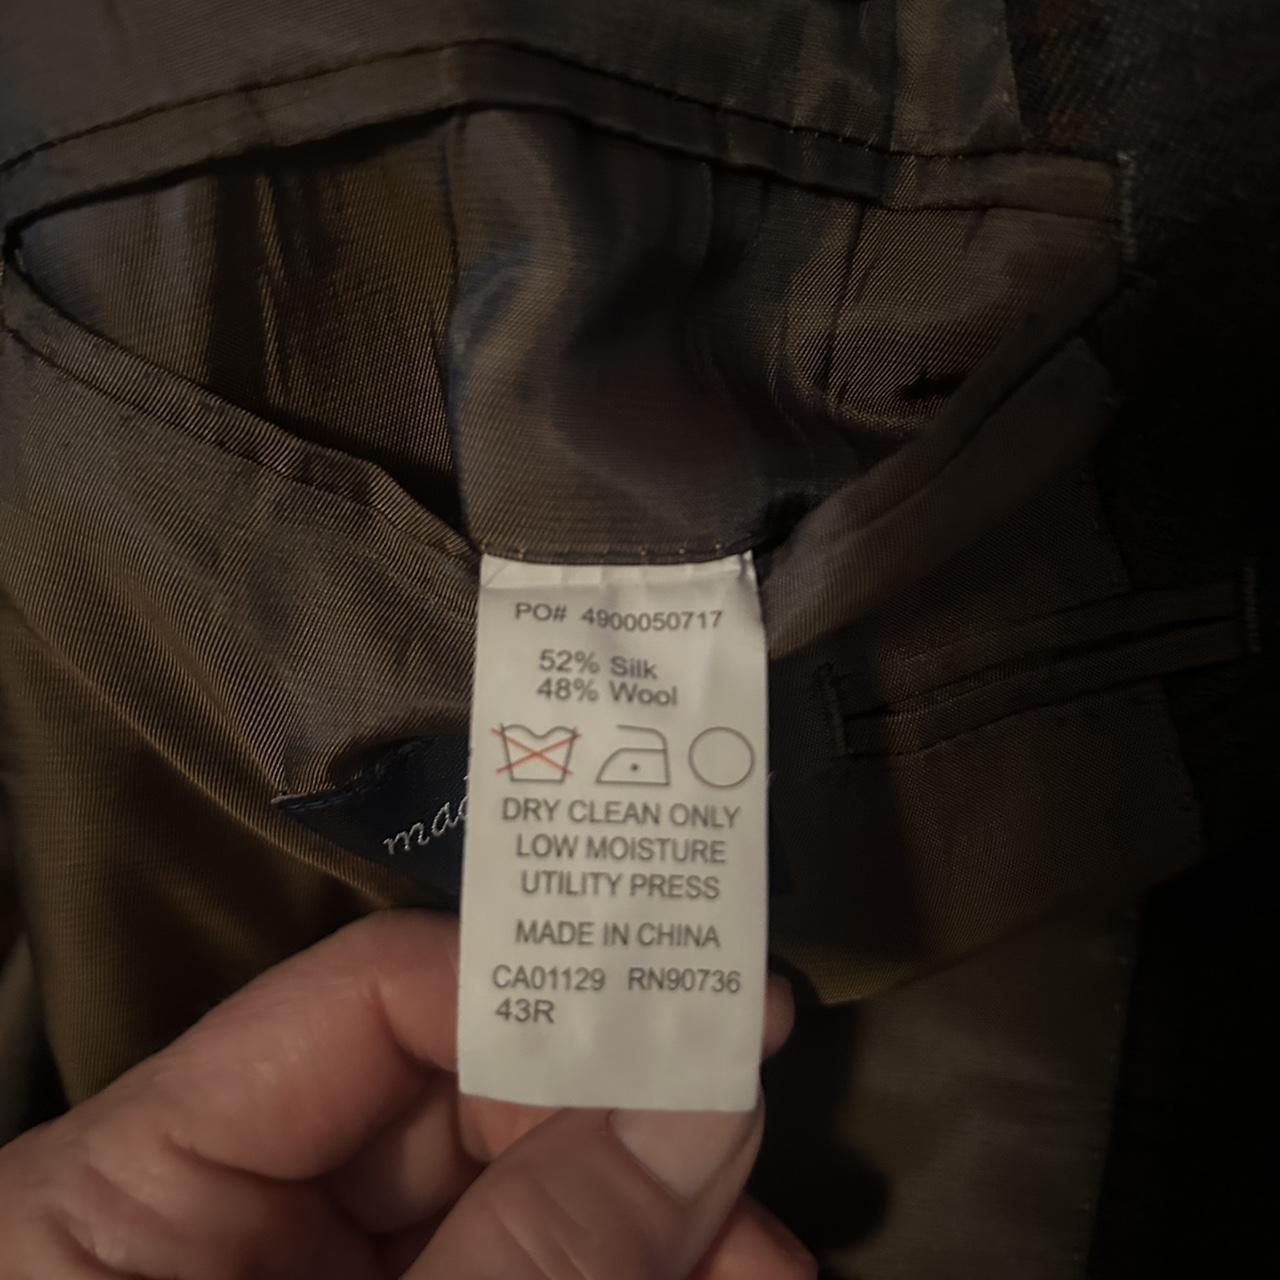 PO# 4900050717
52% Silk
48% Wool
DRY CLEAN ONLY
LOW MOISTURE
UTILITY PRESS
MADE IN CHINA
CA01129 RN90736
43R